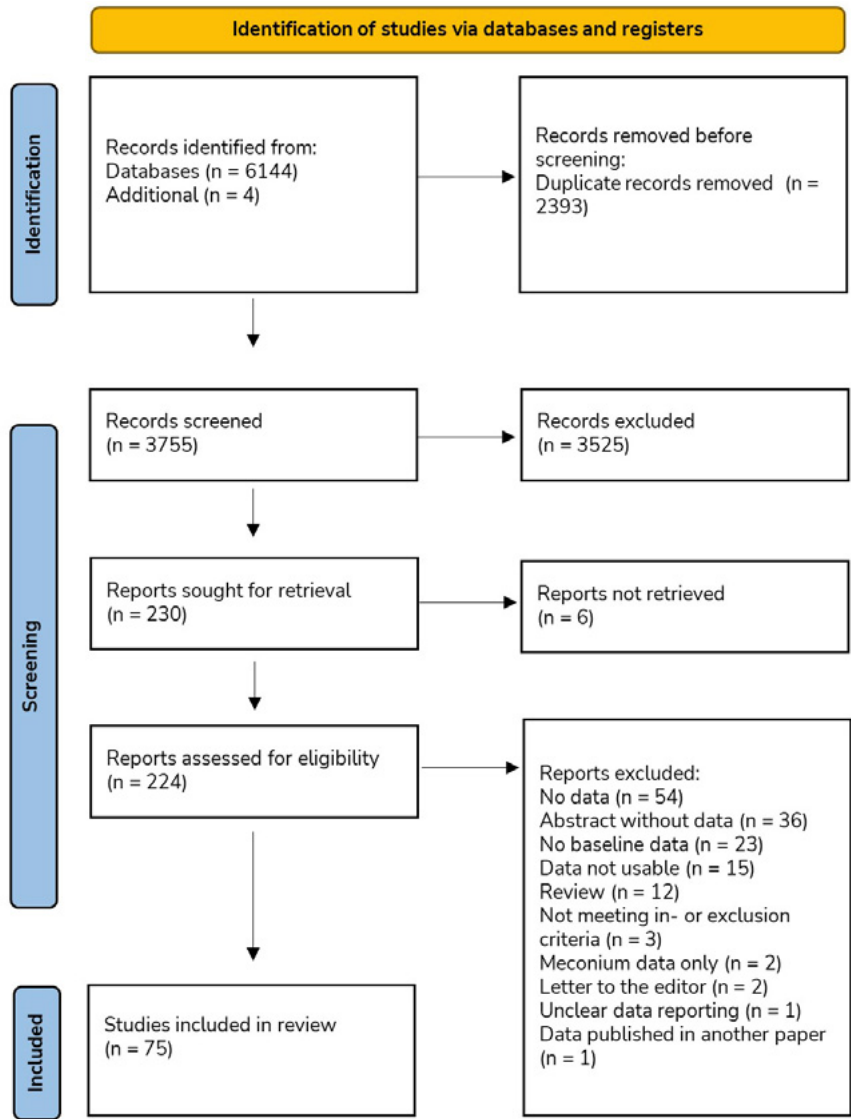 Identification of studies via databases and registers
Identification
Records identified from:
Databases (n = 6144)
Additional (n = 4)
Records removed before
screening:
Duplicate records removed (n =
2393)
Screening
Records screened
(n = 3755)
Records excluded
(n = 3525)
Reports sought for retrieval
(n = 230)
Reports not retrieved
(n = 6)
Reports assessed for eligibility
(n = 224)
Reports excluded:
No data (n = 54)
Abstract without data (n = 36)
No baseline data (n = 23)
Data not usable (n = 15)
Review (n = 12)
Not meeting in- or exclusion
criteria (n = 3)
Meconium data only (n = 2)
Letter to the editor (n = 2)
Unclear data reporting (n = 1)
Data published in another paper
(n = 1)
Included
Studies included in review
(n = 75)